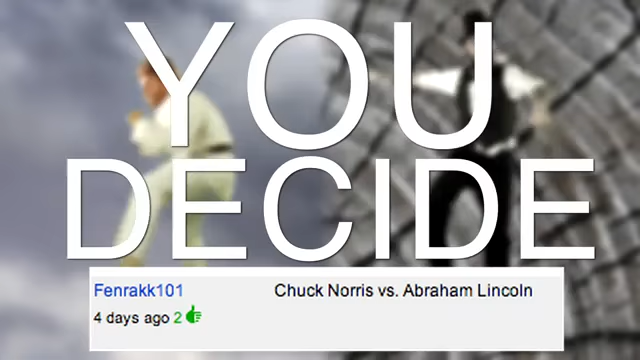 YOU
DECIDE
Fenrakk101 Chuck Norris vs. Abraham Lincoln
4 days ago 2